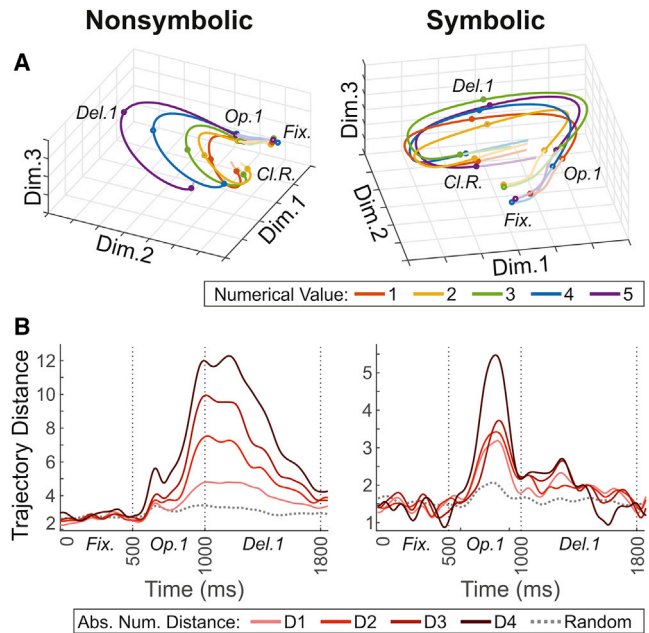 Nonsymbolic Symbolic
A
Del.1 Op.1 Fix. Cl.R.
Dim.3 Dim.2 Dim.1
Del.1 Cl.R. Op.1 Fix.
Dim.3 Dim.2 Dim.1
Numerical Value: 1 2 3 4 5
B
Trajectory Distance
12
10
8
6
4
2
0 500 1000 1800
Fix. Op.1 Del.1
Time (ms)
5
4
3
2
1
0 500 1000 1800
Fix. Op.1 Del.1
Time (ms)
Abs. Num. Distance: D1 D2 D3 D4 Random